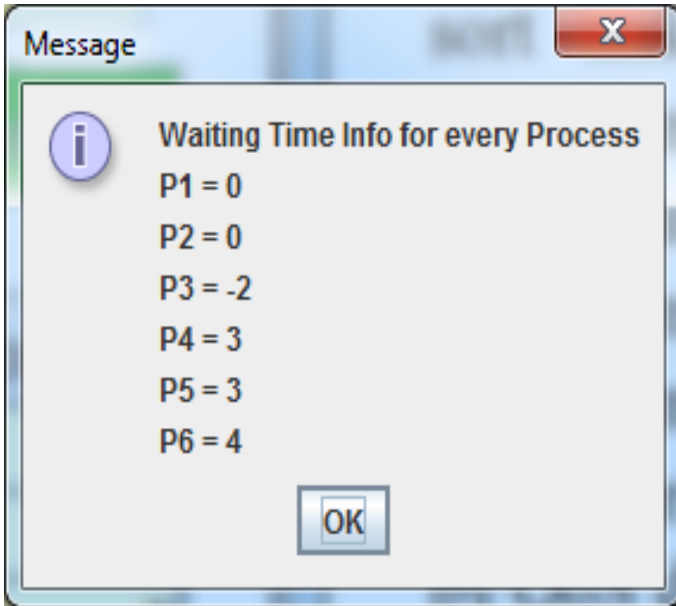 Message
sort
Waiting Time Info for every Process
P1 = 0
P2 = 0
P3 = -2
P4 = 3
P5 = 3
P6 = 4
OK